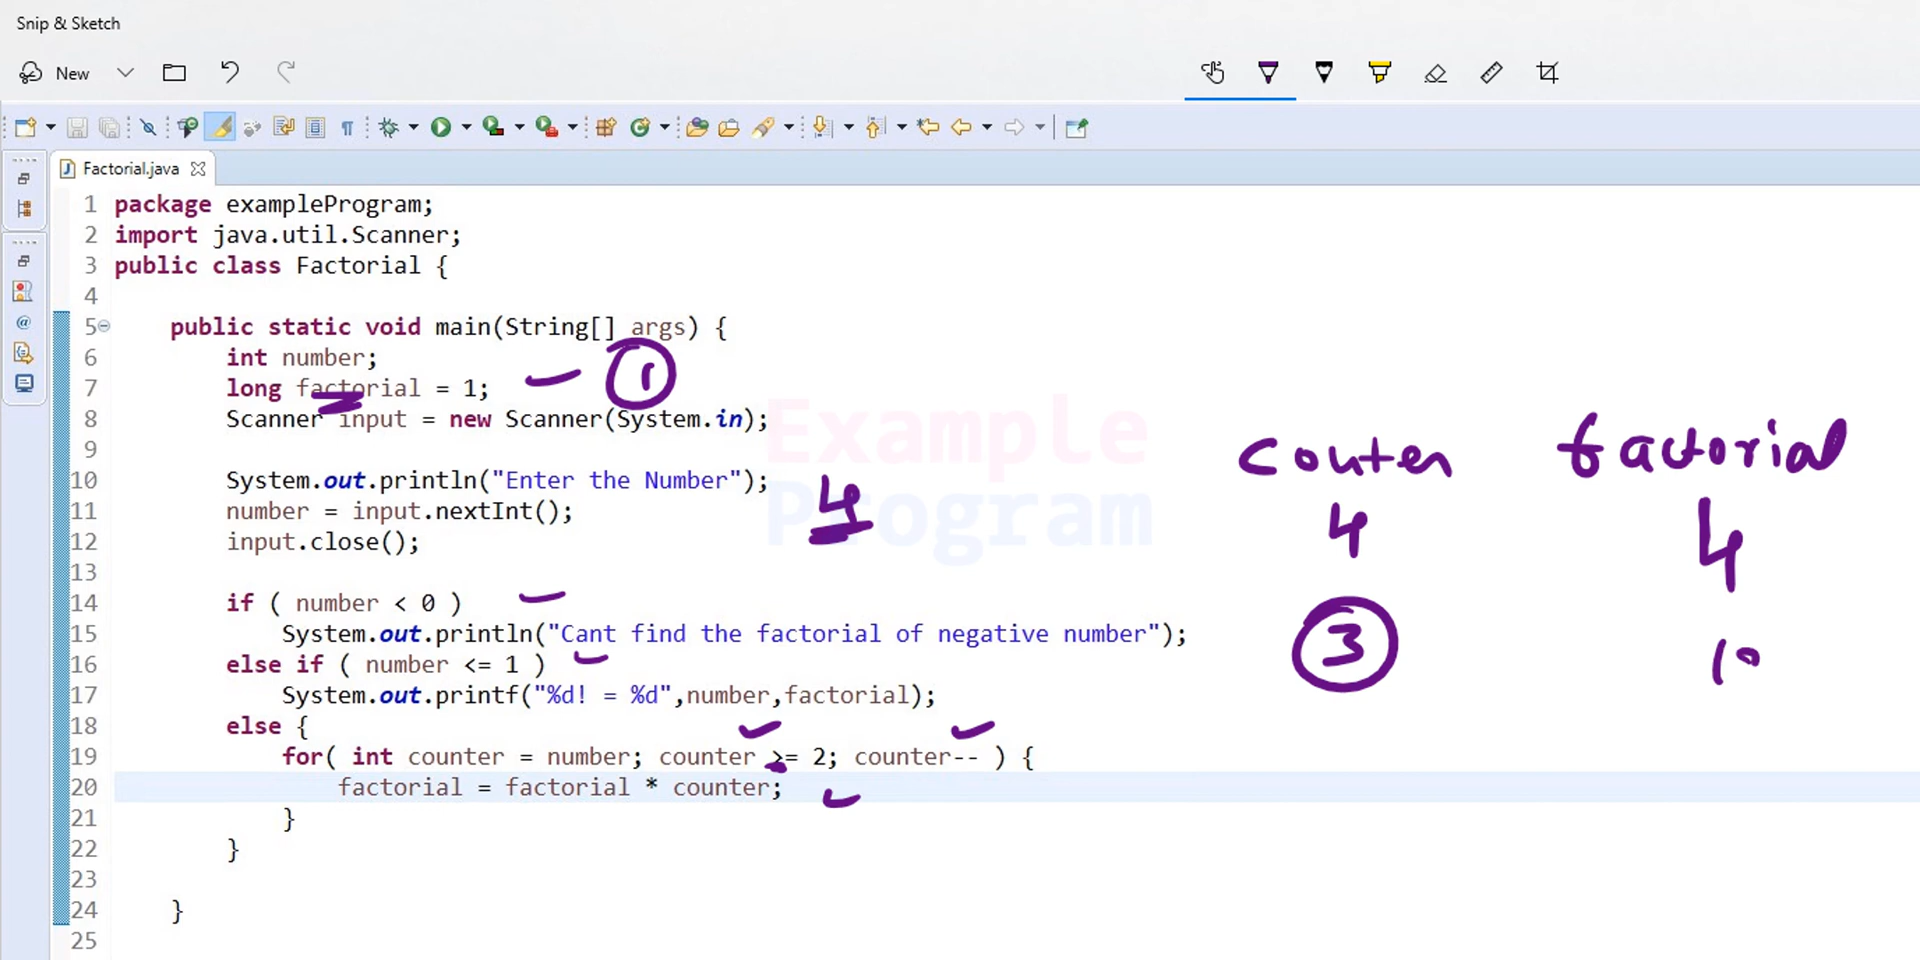 Snip & Sketch
New
Factorial.java
1 package exampleProgram;
2 import java.util.Scanner;
3 public class Factorial {
4
5 public static void main(String[] args) {
6 int number;
7 long factorial = 1;
1
8 Scanner input = new Scanner(System.in);
9
10 System.out.println("Enter the Number");
11 number = input.nextInt();
12 input.close();
13
14 if ( number < 0 )
15 System.out.println("Cant find the factorial of negative number");
16 else if ( number <= 1 )
17 System.out.printf("%d! = %d",number,factorial);
18 else {
19 for( int counter = number; counter >= 2; counter-- ) {
20 factorial = factorial * counter;
21 }
22 }
23
24 }
25
Example
Program
4
counter factorial
4 4
3